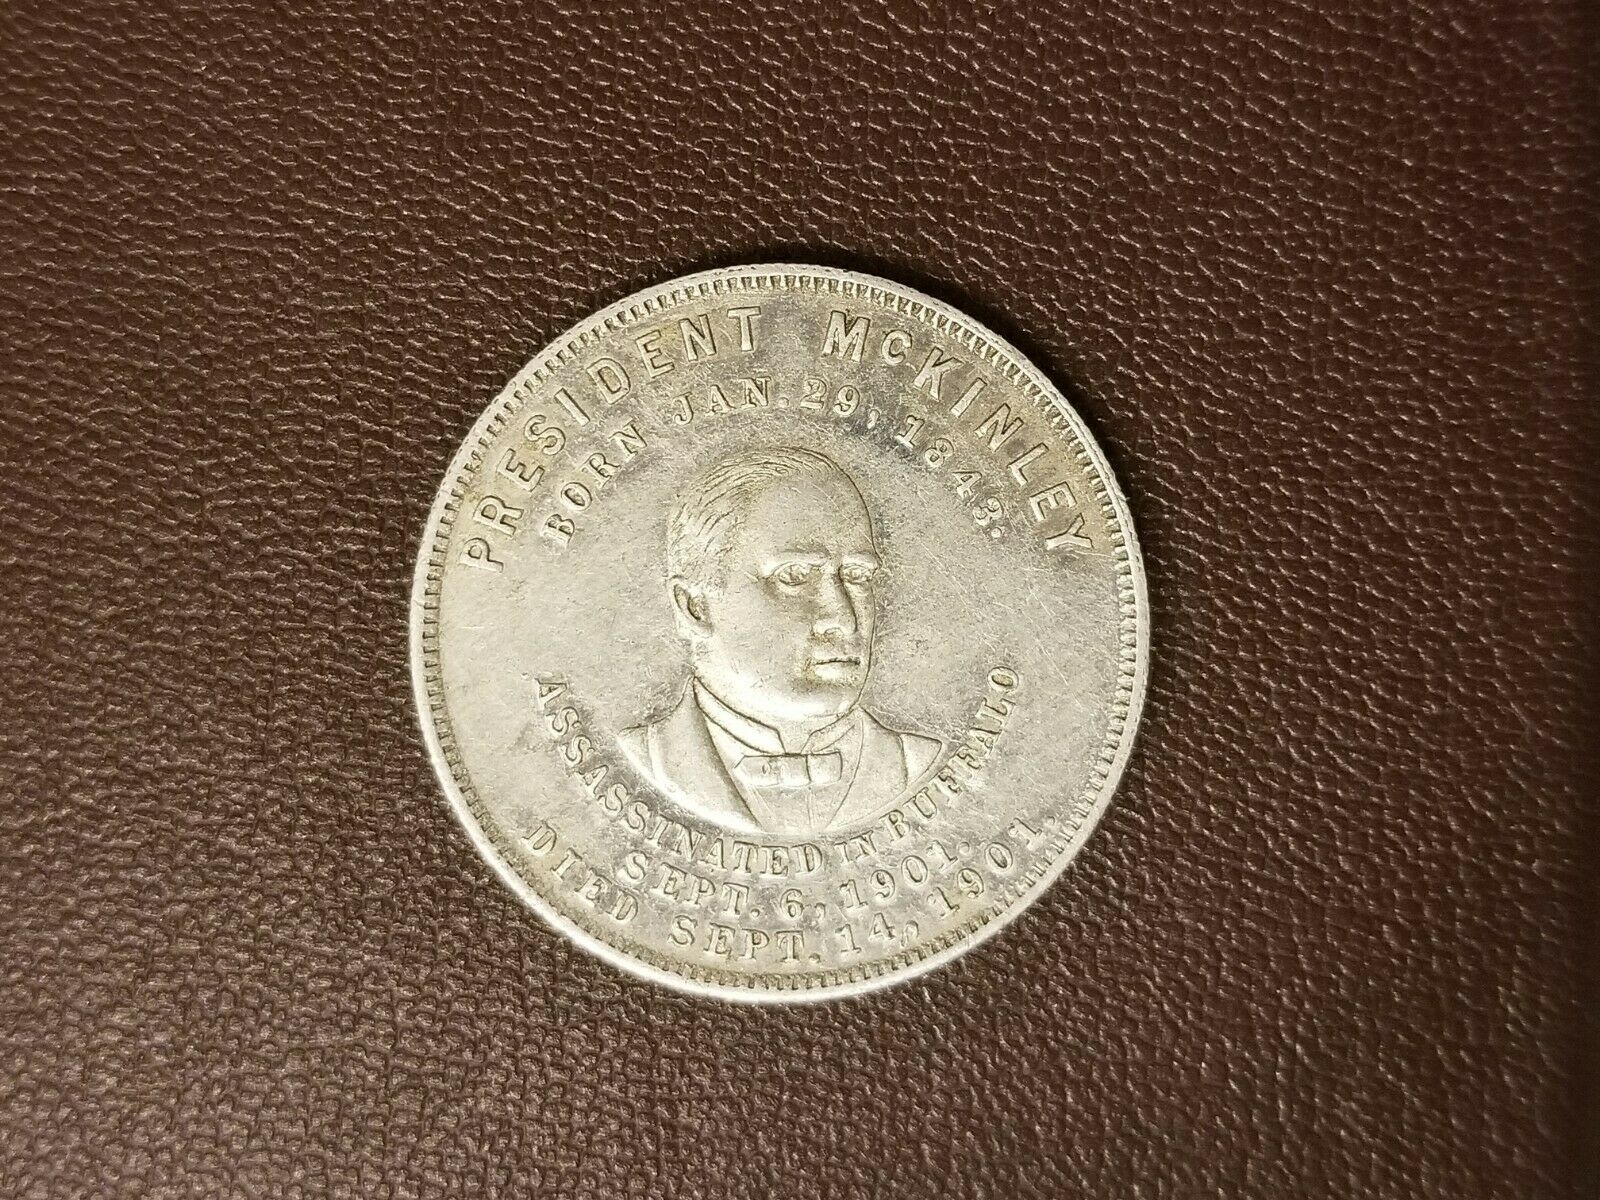 PRESIDENT McKINLEY
BORN JAN. 29, 1843.
ASSASSINATED IN BUFFALO
SEPT. 6, 1901.
DIED SEPT. 14, 1901.